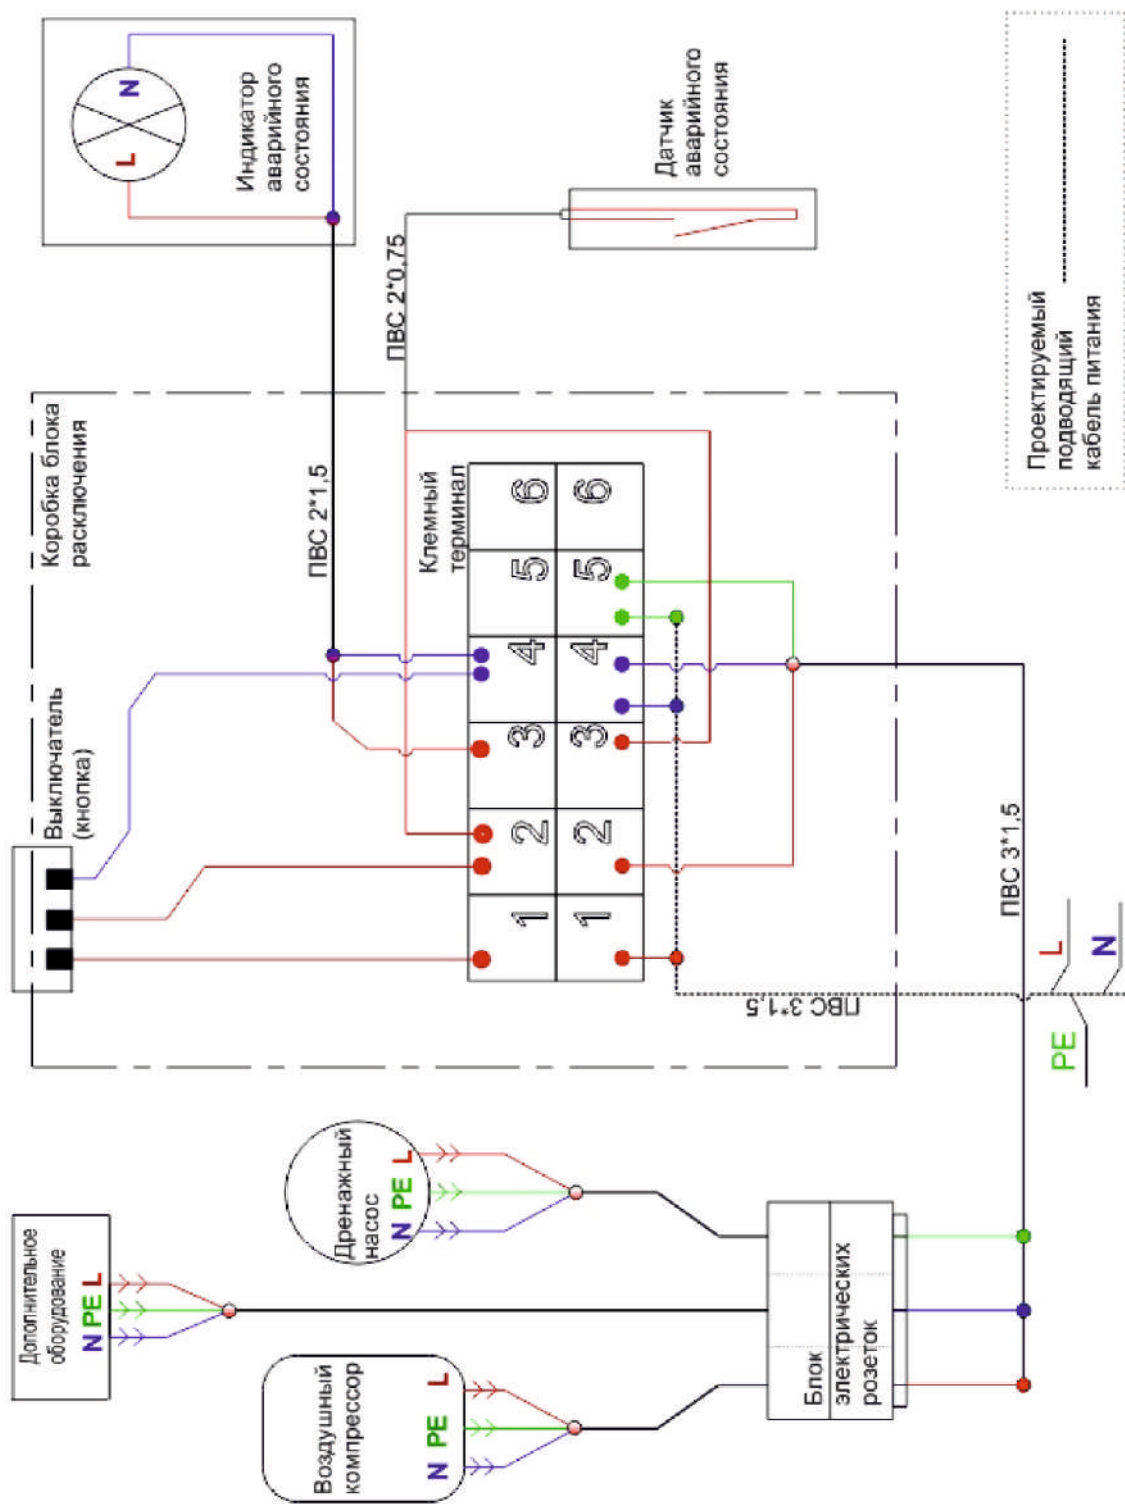 N
L
Индикатор
аварийного
состояния
Датчик
аварийного
состояния
ПВС 2*0,75
ПВС 2*1,5
Коробка блока
расключения
Выключатель
(кнопка)
Клемный
терминал
1
2
3
4
5
6
1
2
3
4
5
6
ПВС 3*1,5
ПВС 3*1,5
L
N
PE
Проектируемый
подводящий
кабель питания
Дополнительное
оборудование
N PE L
Дренажный
насос
N PE L
Воздушный
компрессор
N PE L
Блок
электрических
розеток